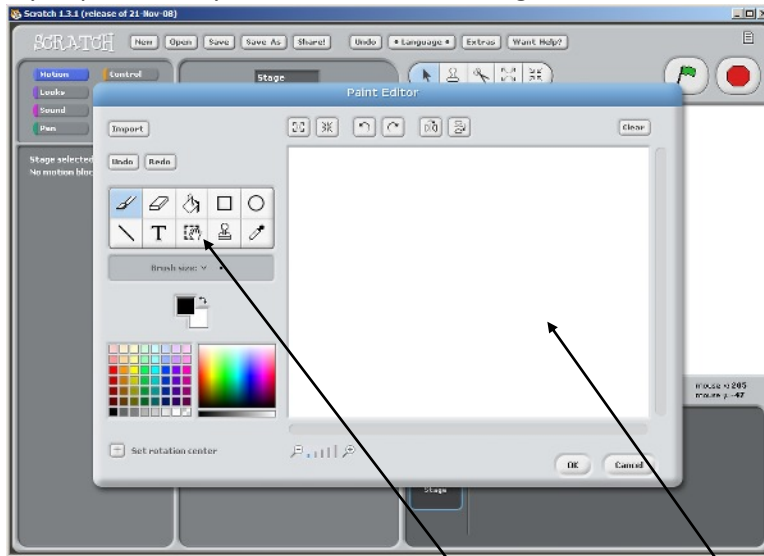 Scratch 1.3.1 (release of 21-Nov-08)
SCRATCH New Open Save Save As Share! Undo • Language • Extras Want Help?
Motion Control Stage
Looks
Sound
Pen
Paint Editor
Import Clear
Stage selected
No motion bloc
Undo Redo
T
Brush size:
mouse x: 205
mouse y: -47
Set rotation center
OK Cancel
Stage